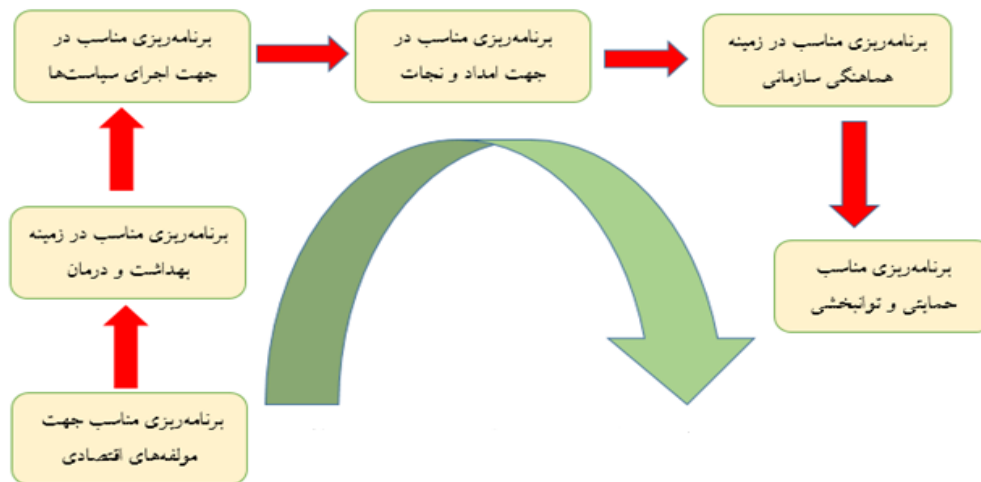 برنامه‌ریزی مناسب در
جهت اجرای سیاست‌ها
برنامه‌ریزی مناسب در
جهت امداد و نجات
برنامه‌ریزی مناسب در زمینه
هماهنگی سازمانی
برنامه‌ریزی مناسب در زمینه
بهداشت و درمان
برنامه‌ریزی مناسب
حمایتی و توانبخشی
برنامه‌ریزی مناسب جهت
مولفه‌های اقتصادی